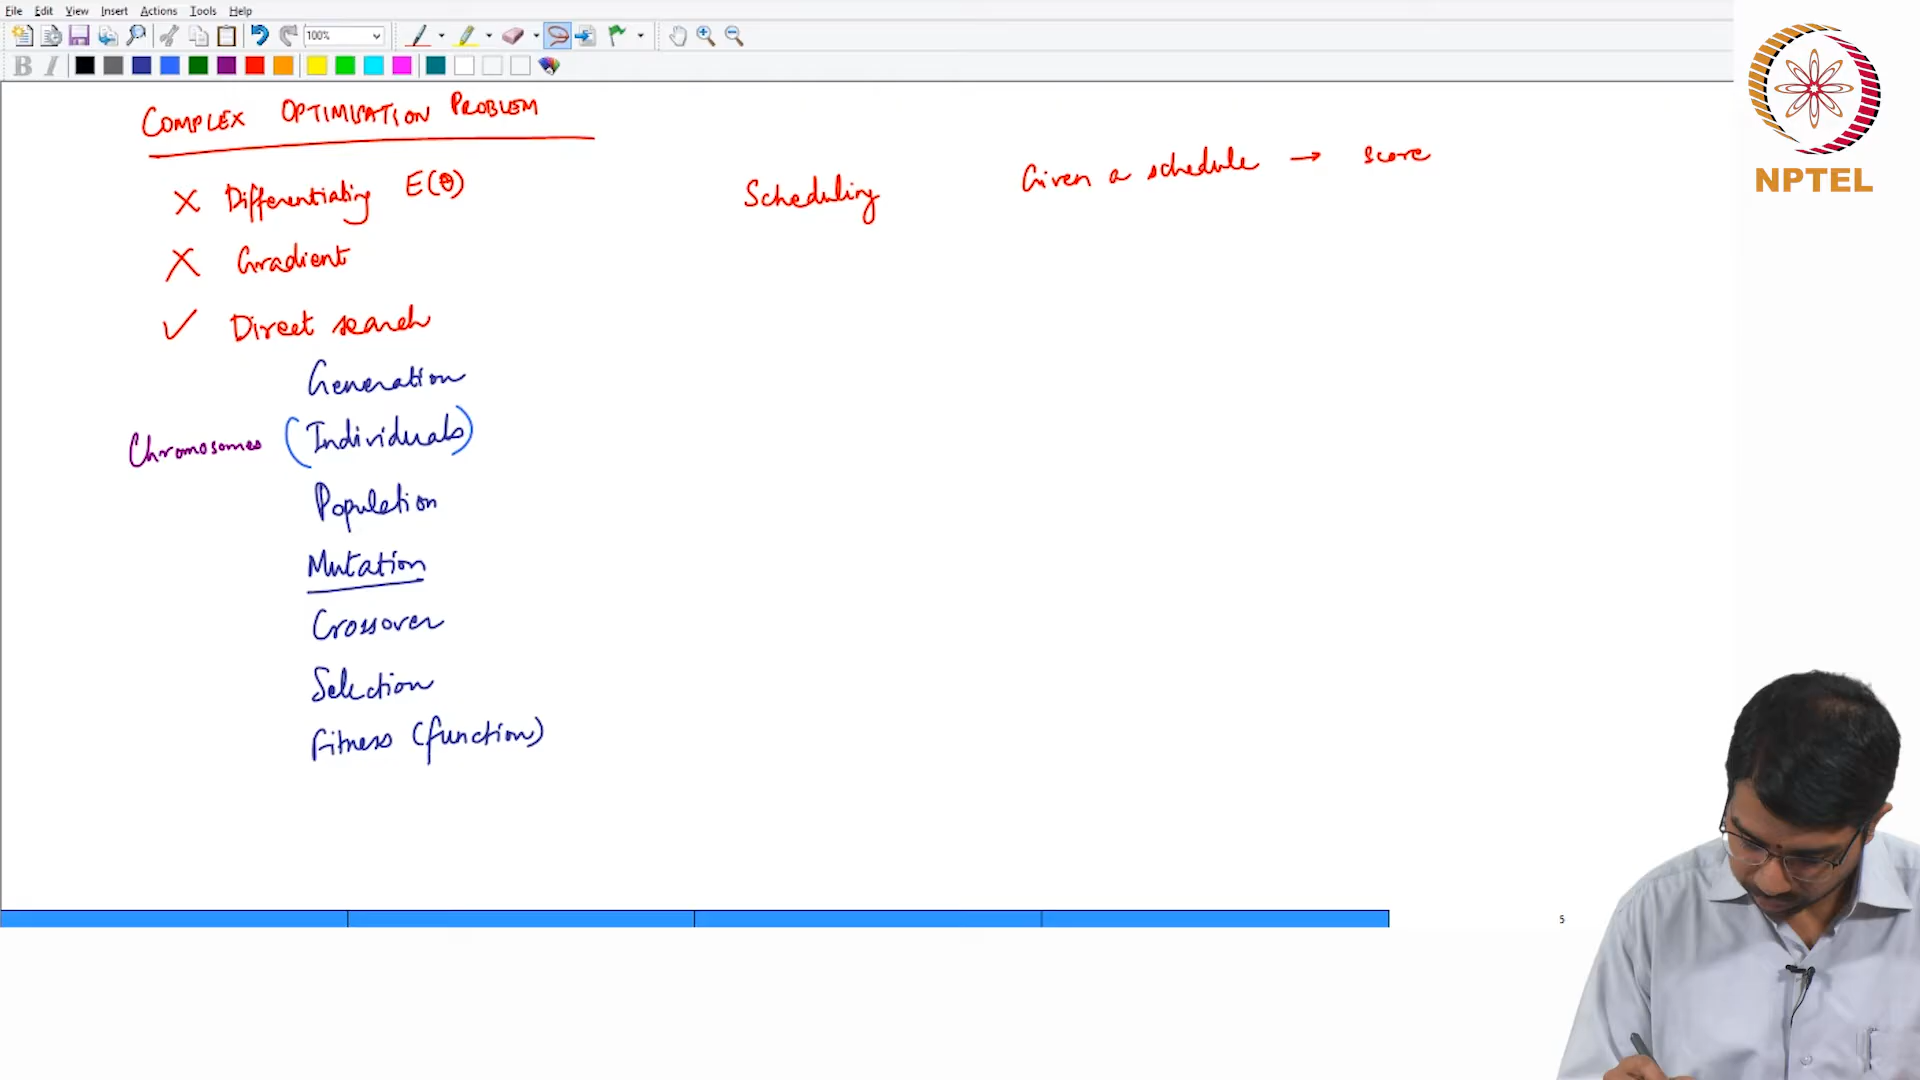 File Edit View Insert Actions Tools Help
100%
B I
NPTEL
COMPLEX OPTIMISATION PROBLEM
X Differentiating E(θ)
Scheduling
Given a schedule → score
X Gradient
✓ Direct search
Generation
Chromosomes (Individuals)
Population
Mutation
Crossover
Selection
Fitness (function)
5